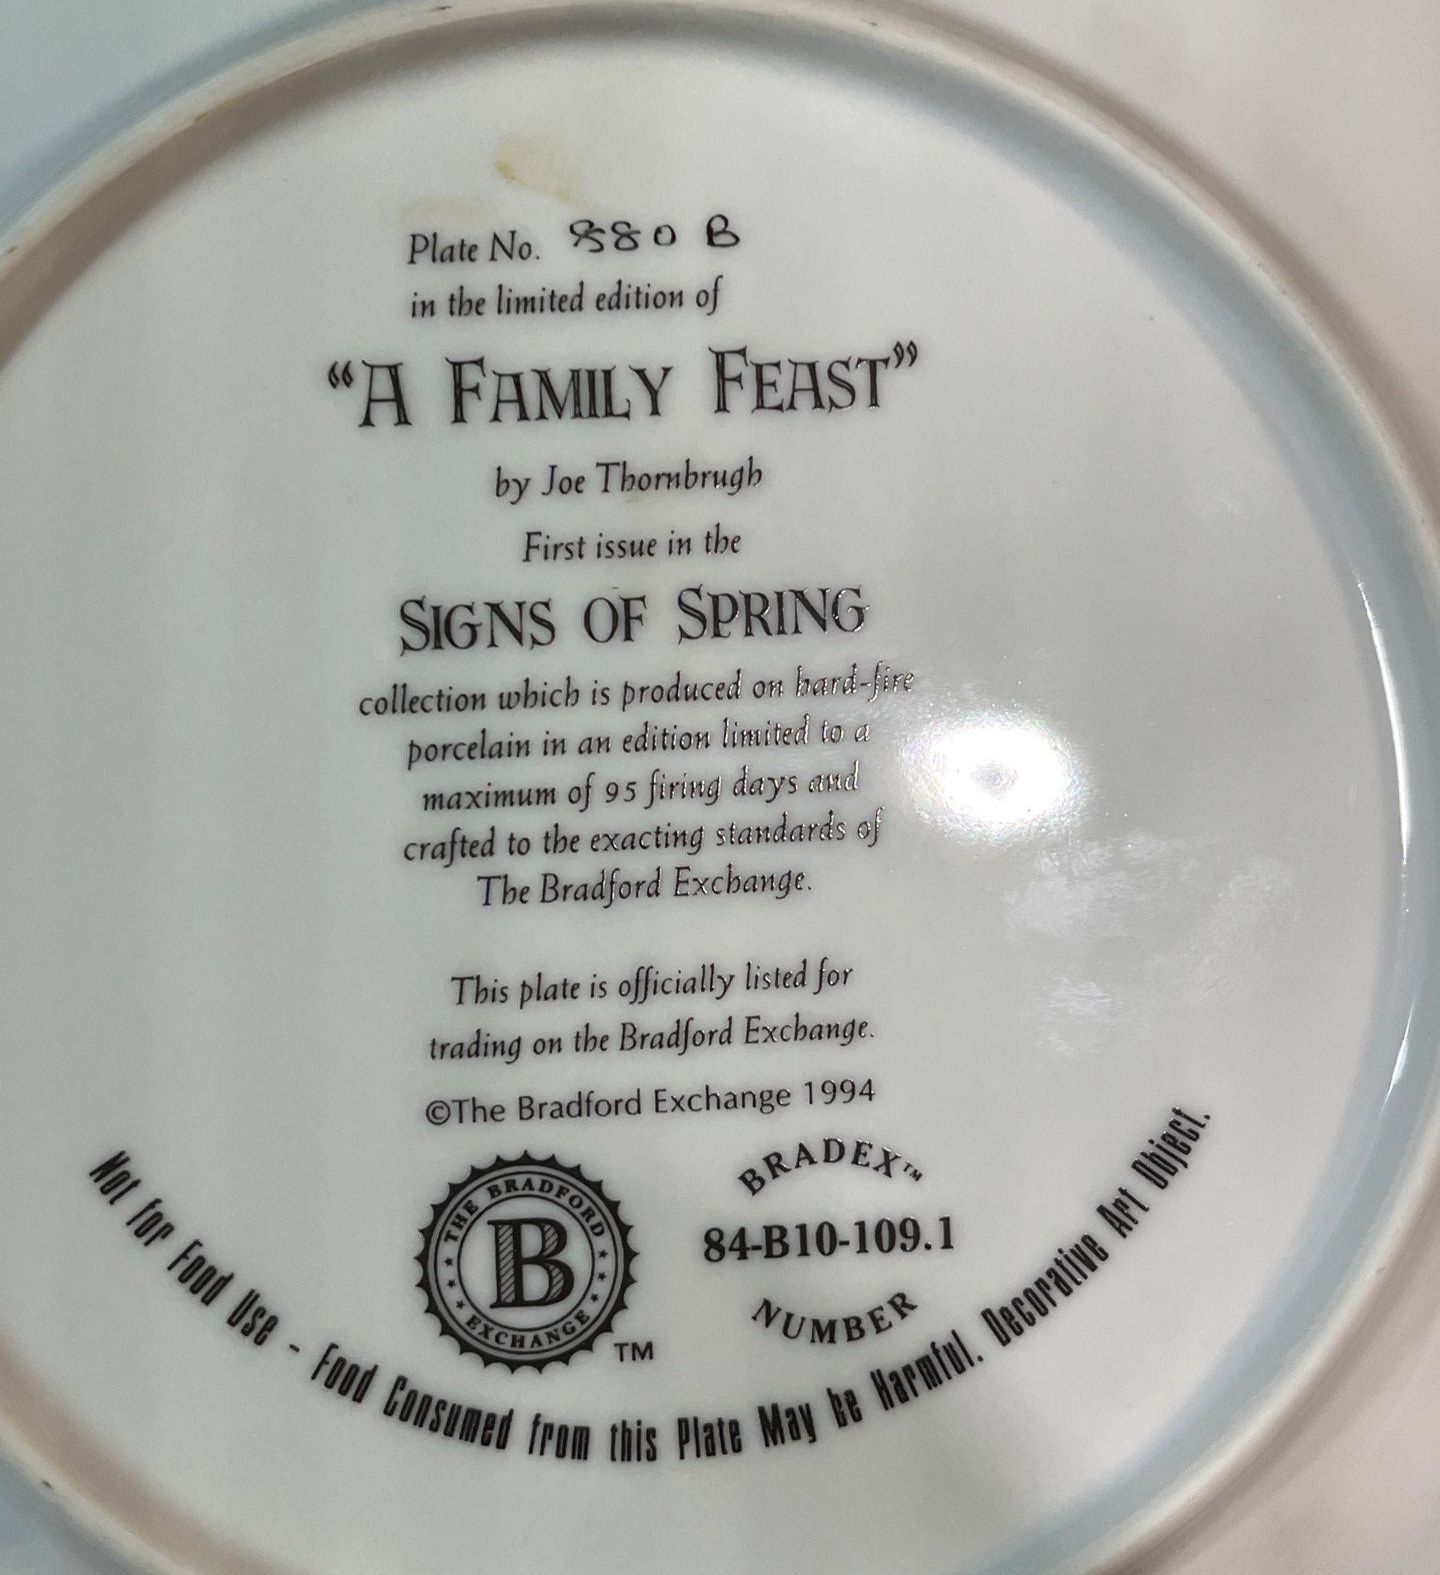 Plate No. 880 B
in the limited edition of
“A FAMILY FEAST”
by Joe Thornbrugh
First issue in the
SIGNS OF SPRING
collection which is produced on hard-fire
porcelain in an edition limited to a
maximum of 95 firing days and
crafted to the exacting standards of
The Bradford Exchange.
This plate is officially listed for
trading on the Bradford Exchange.
©The Bradford Exchange 1994
THE BRADFORD
B
EXCHANGE
TM
BRADEX™
84-B10-109.1
NUMBER
Not for Food Use - Food Consumed from this Plate May be Harmful. Decorative Art Object.